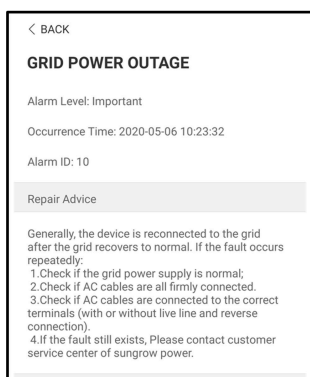 < BACK
GRID POWER OUTAGE
Alarm Level: Important
Occurrence Time: 2020-05-06 10:23:32
Alarm ID: 10
Repair Advice
Generally, the device is reconnected to the grid
after the grid recovers to normal. If the fault occurs
repeatedly:
1.Check if the grid power supply is normal;
2.Check if AC cables are all firmly connected.
3.Check if AC cables are connected to the correct
terminals (with or without live line and reverse
connection).
4.If the fault still exists, Please contact customer
service center of sungrow power.